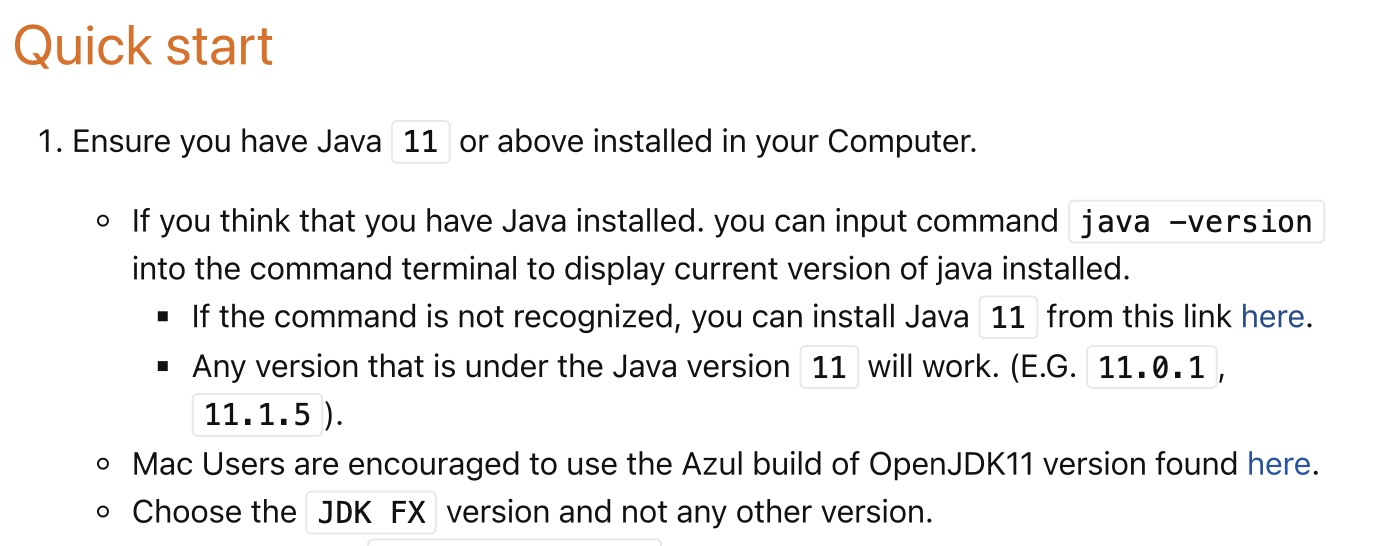 Quick start
1. Ensure you have Java 11 or above installed in your Computer.
If you think that you have Java installed. you can input command java -version
into the command terminal to display current version of java installed.
If the command is not recognized, you can install Java 11 from this link here.
Any version that is under the Java version 11 will work. (E.G. 11.0.1 ,
11.1.5 ).
Mac Users are encouraged to use the Azul build of OpenJDK11 version found here.
Choose the JDK FX version and not any other version.